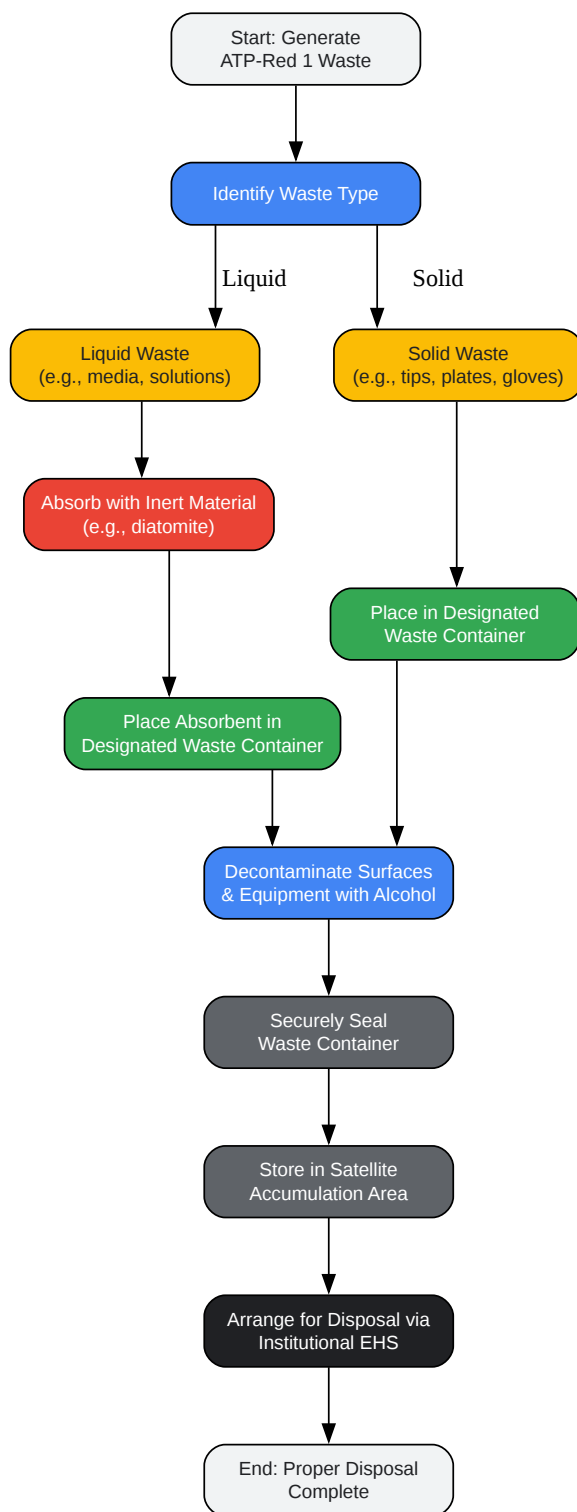 Start: Generate
ATP-Red 1 Waste
Identify Waste Type
Liquid
Solid
Liquid Waste
(e.g., media, solutions)
Solid Waste
(e.g., tips, plates, gloves)
Absorb with Inert Material
(e.g., diatomite)
Place in Designated
Waste Container
Place Absorbent in
Designated Waste Container
Decontaminate Surfaces
& Equipment with Alcohol
Securely Seal
Waste Container
Store in Satellite
Accumulation Area
Arrange for Disposal via
Institutional EHS
End: Proper Disposal
Complete